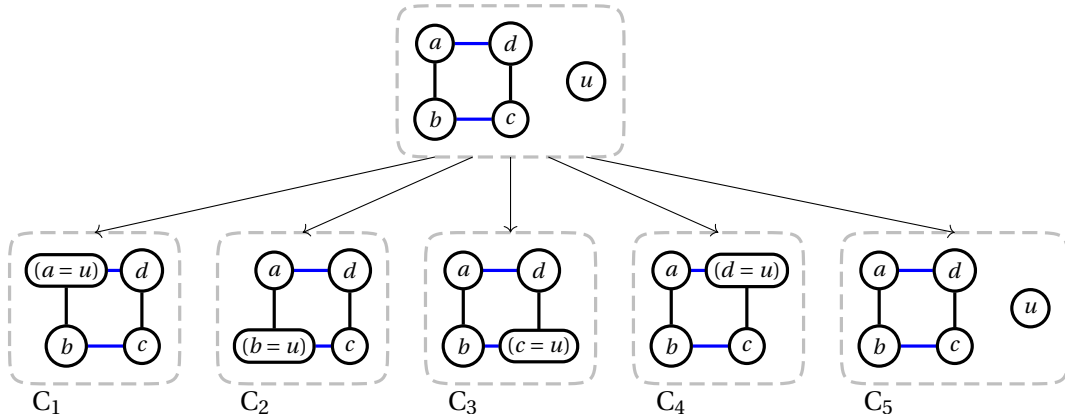 a d
u
b c
(a = u) d
a d
a d
a (d = u)
a d
u
b c
(b = u) c
b (c = u)
b c
b c
C1
C2
C3
C4
C5